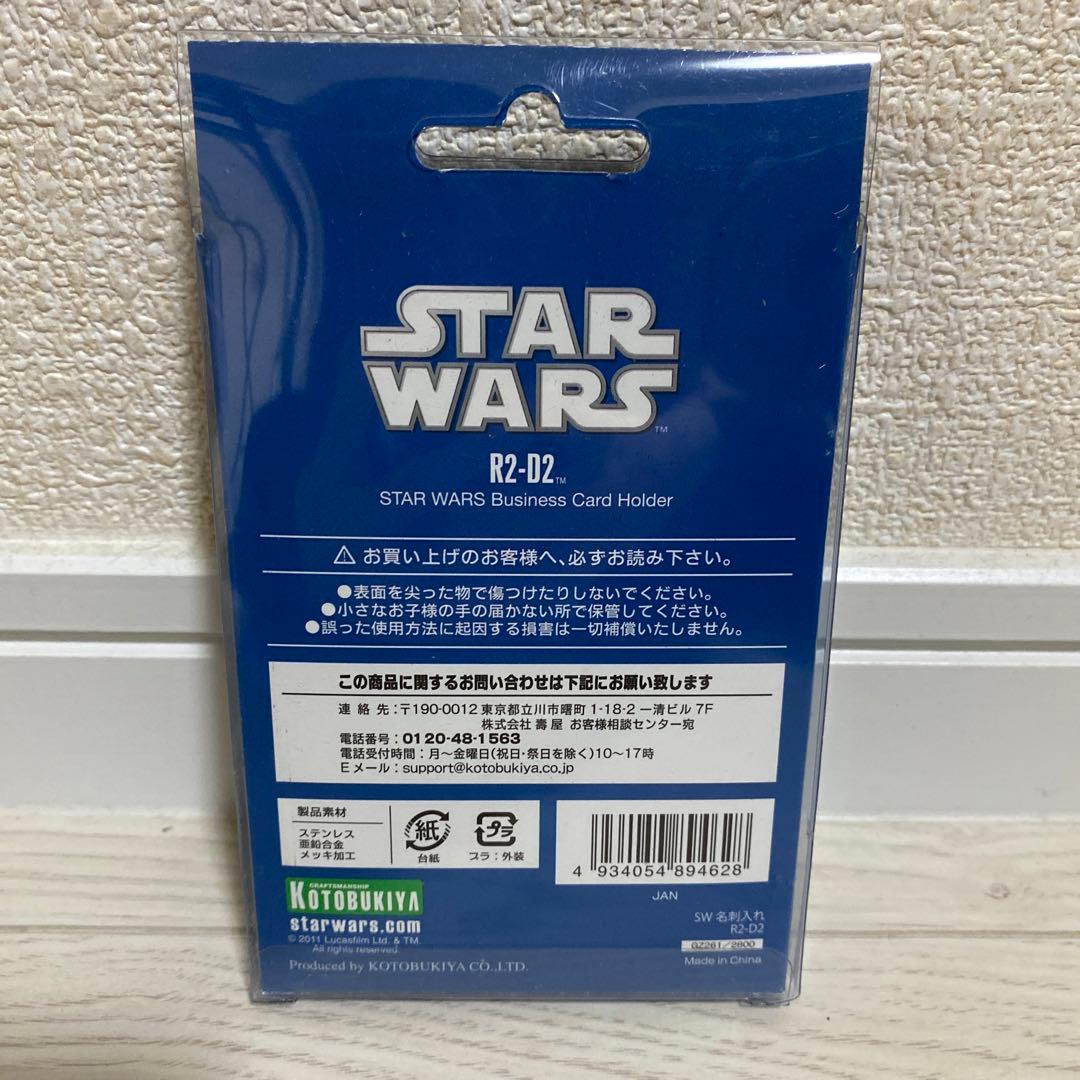 STAR
WARS™
R2-D2™
STAR WARS Business Card Holder
⚠ お買い上げのお客様へ、必ずお読み下さい。
●表面を尖った物で傷つけたりしないでください。
●小さなお子様の手の届かない所で保管してください。
●誤った使用方法に起因する損害は一切補償いたしません。
この商品に関するお問い合わせは下記にお願い致します
連絡先：〒190-0012 東京都立川市曙町 1-18-2 一清ビル 7F
株式会社 壽屋 お客様相談センター宛
電話番号：0120-48-1563
電話受付時間：月〜金曜日(祝日・祭日を除く)10〜17時
Eメール：support@kotobukiya.co.jp
製品素材
ステンレス
亜鉛合金
メッキ加工
紙
台紙
プラ
プラ：外装
4 934054 894628
JAN
CRAFTSMANSHIP
KOTOBUKIYA
starwars.com
© 2011 Lucasfilm Ltd. & TM.
All rights reserved.
Produced by KOTOBUKIYA CO.,LTD.
SW 名刺入れ
R2-D2
GZ261／2800
Made in China